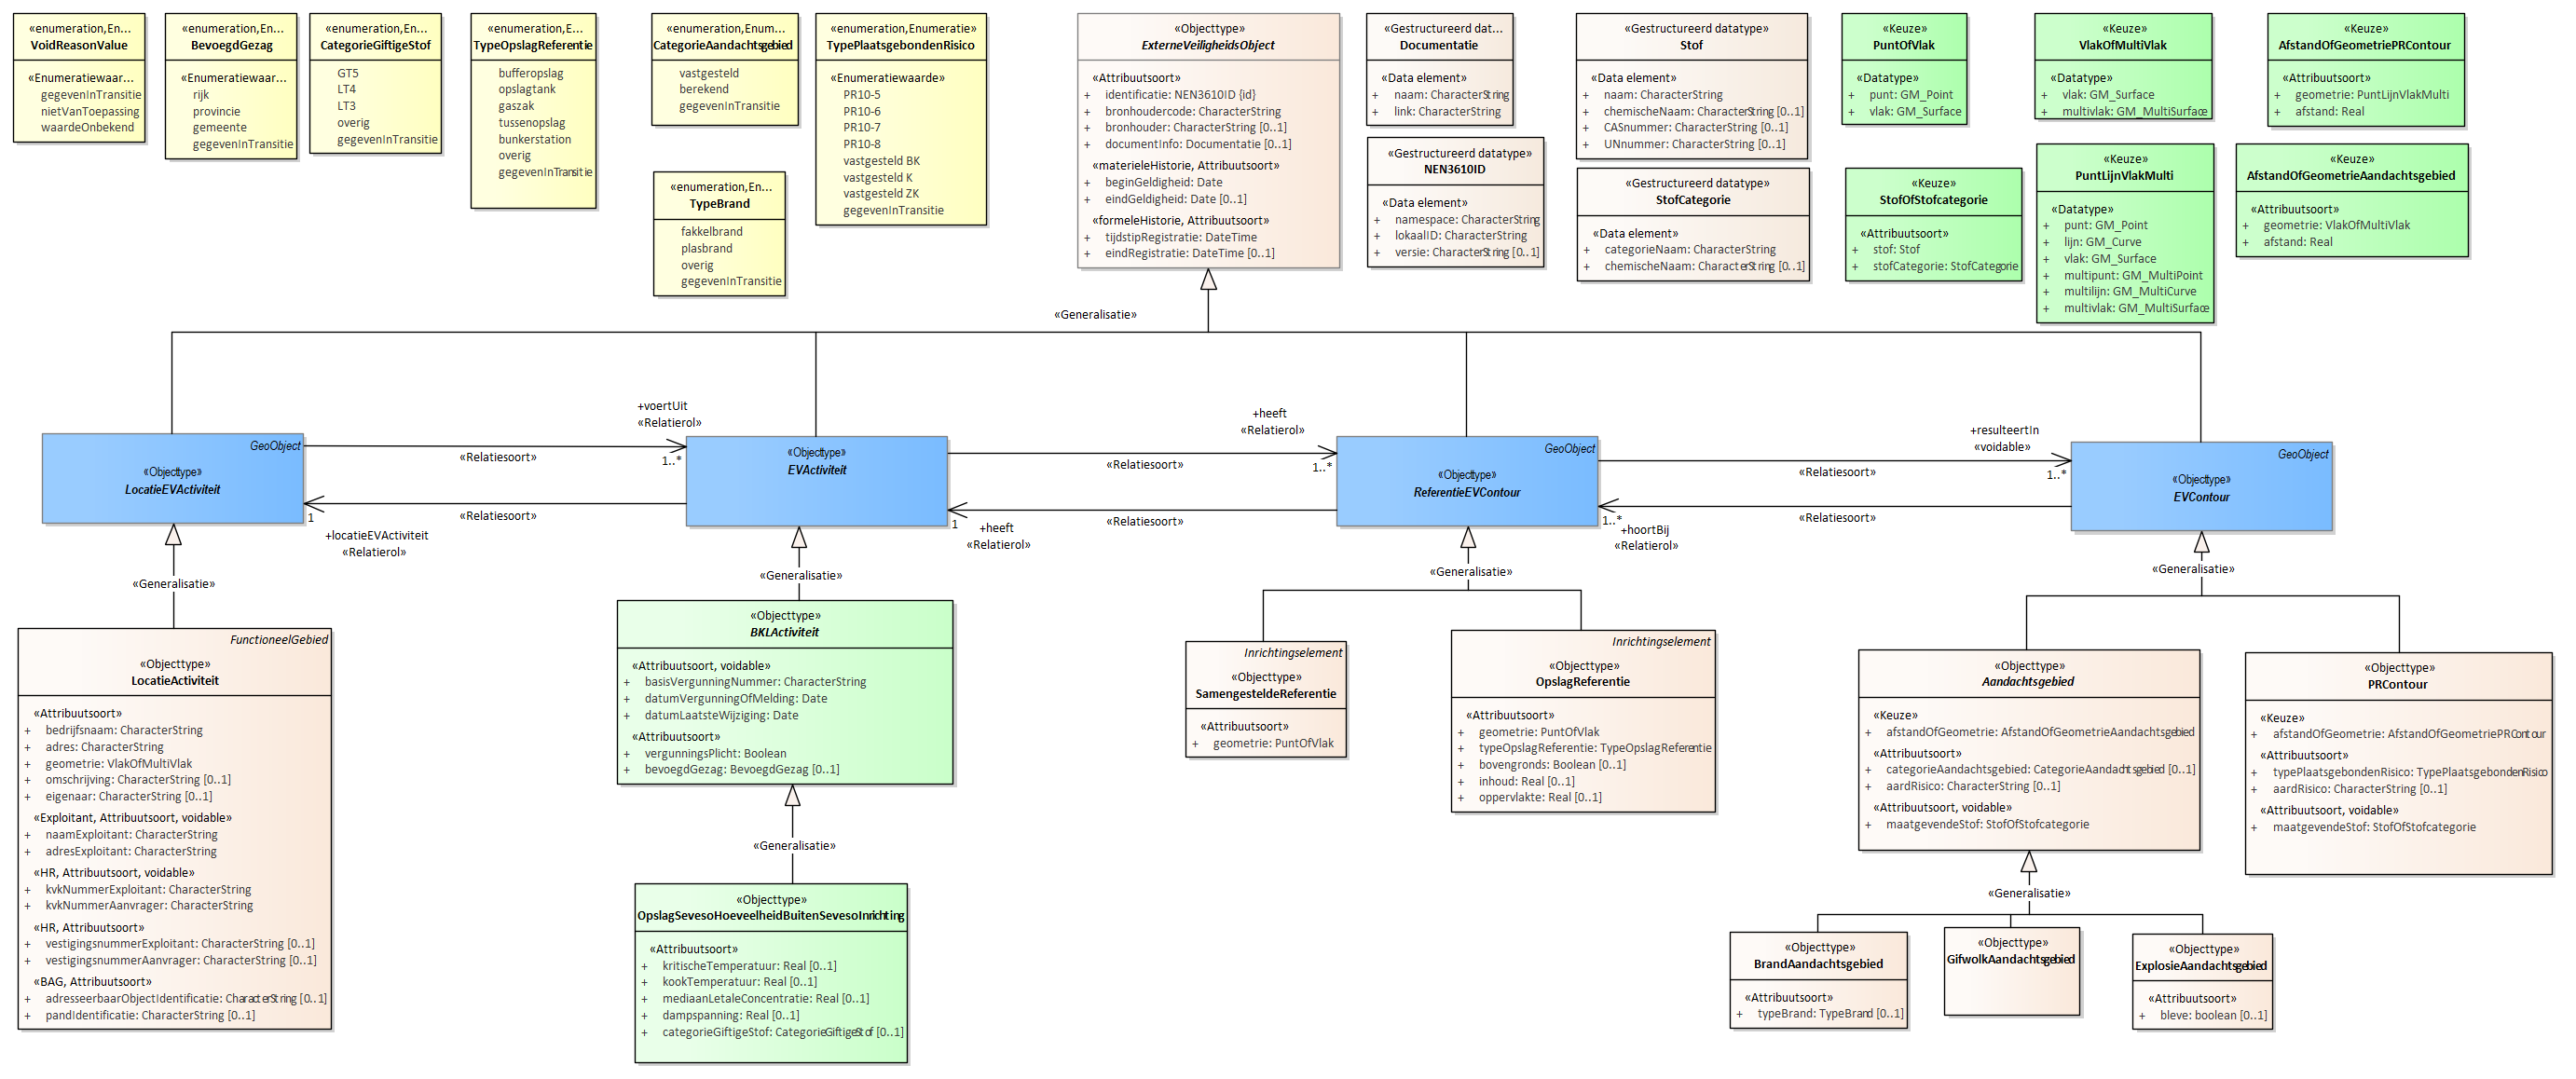 «enumeration,En...
VoidReasonValue
«Enumeratiewaar...
gegevenInTransitie
nietVanToepassing
waardeOnbekend
«enumeration,En...
BevoegdGezag
«Enumeratiewaar...
rijk
provincie
gemeente
gegevenInTransitie
«enumeration,En...
CategorieGiftigeStof
GT5
LT4
LT3
overig
gegevenInTransitie
«enumeration,E...
TypeOpslagReferentie
bufferopslag
opslagtank
gaszak
tussenopslag
bunkerstation
overig
gegevenInTransitie
«enumeration,Enum...
CategorieAandachtsgebied
vastgesteld
berekend
gegevenInTransitie
«enumeration,En...
TypeBrand
fakkelbrand
plasbrand
overig
gegevenInTransitie
«enumeration,Enumeratie»
TypePlaatsgebondenRisico
«Enumeratiewaarde»
PR10-5
PR10-6
PR10-7
PR10-8
vastgesteld BK
vastgesteld K
vastgesteld ZK
gegevenInTransitie
«Objecttype»
ExterneVeiligheidsObject
«Attribuutsoort»
+ identificatie: NEN3610ID {id}
+ bronhoudercode: CharacterString
+ bronhouder: CharacterString [0..1]
+ documentInfo: Documentatie [0..1]
«materieleHistorie, Attribuutsoort»
+ beginGeldigheid: Date
+ eindGeldigheid: Date [0..1]
«formeleHistorie, Attribuutsoort»
+ tijdstipRegistratie: DateTime
+ eindRegistratie: DateTime [0..1]
«Gestructureerd dat...
Documentatie
«Data element»
+ naam: CharacterString
+ link: CharacterString
«Gestructureerd datatype»
NEN3610ID
«Data element»
+ namespace: CharacterString
+ lokaalID: CharacterString
+ versie: CharacterString [0..1]
«Gestructureerd datatype»
Stof
«Data element»
+ naam: CharacterString
+ chemischeNaam: CharacterString [0..1]
+ CASnummer: CharacterString [0..1]
+ UNnummer: CharacterString [0..1]
«Gestructureerd datatype»
StofCategorie
«Data element»
+ categorieNaam: CharacterString
+ chemischeNaam: CharacterString [0..1]
«Keuze»
PuntOfVlak
«Datatype»
+ punt: GM_Point
+ vlak: GM_Surface
«Keuze»
StofOfStofcategorie
«Attribuutsoort»
+ stof: Stof
+ stofCategorie: StofCategorie
«Keuze»
VlakOfMultiVlak
«Datatype»
+ vlak: GM_Surface
+ multivlak: GM_MultiSurface
«Keuze»
PuntLijnVlakMulti
«Datatype»
+ punt: GM_Point
+ lijn: GM_Curve
+ vlak: GM_Surface
+ multipunt: GM_MultiPoint
+ multilijn: GM_MultiCurve
+ multivlak: GM_MultiSurface
«Keuze»
AfstandOfGeometriePRContour
«Attribuutsoort»
+ geometrie: PuntLijnVlakMulti
+ afstand: Real
«Keuze»
AfstandOfGeometrieAandachtsgebied
«Attribuutsoort»
+ geometrie: VlakOfMultiVlak
+ afstand: Real
«Generalisatie»
GeoObject
«Objecttype»
LocatieEVActiviteit
+voertUit
«Relatierol»
«Relatiesoort»
1..*
«Relatiesoort»
1
+locatieEVActiviteit
«Relatierol»
«Objecttype»
EVActiviteit
+heeft
«Relatierol»
«Relatiesoort»
1..*
«Relatiesoort»
1
+heeft
«Relatierol»
GeoObject
«Objecttype»
ReferentieEVContour
+resulteertIn
«voidable»
«Relatiesoort»
1..*
«Relatiesoort»
1..*
+hoortBij
«Relatierol»
GeoObject
«Objecttype»
EVContour
«Generalisatie»
«Generalisatie»
«Generalisatie»
«Generalisatie»
FunctioneelGebied
«Objecttype»
LocatieActiviteit
«Attribuutsoort»
+ bedrijfsnaam: CharacterString
+ adres: CharacterString
+ geometrie: VlakOfMultiVlak
+ omschrijving: CharacterString [0..1]
+ eigenaar: CharacterString [0..1]
«Exploitant, Attribuutsoort, voidable»
+ naamExploitant: CharacterString
+ adresExploitant: CharacterString
«HR, Attribuutsoort, voidable»
+ kvkNummerExploitant: CharacterString
+ kvkNummerAanvrager: CharacterString
«HR, Attribuutsoort»
+ vestigingsnummerExploitant: CharacterString [0..1]
+ vestigingsnummerAanvrager: CharacterString [0..1]
«BAG, Attribuutsoort»
+ adresseerbaarObjectIdentificatie: CharacterString [0..1]
+ pandIdentificatie: CharacterString [0..1]
«Objecttype»
BKLActiviteit
«Attribuutsoort, voidable»
+ basisVergunningNummer: CharacterString
+ datumVergunningOfMelding: Date
+ datumLaatsteWijziging: Date
«Attribuutsoort»
+ vergunningsPlicht: Boolean
+ bevoegdGezag: BevoegdGezag [0..1]
«Generalisatie»
«Objecttype»
OpslagSevesoHoeveelheidBuitenSevesoInrichting
«Attribuutsoort»
+ kritischeTemperatuur: Real [0..1]
+ kookTemperatuur: Real [0..1]
+ mediaanLetaleConcentratie: Real [0..1]
+ dampspanning: Real [0..1]
+ categorieGiftigeStof: CategorieGiftigeStof [0..1]
Inrichtingselement
«Objecttype»
SamengesteldeReferentie
«Attribuutsoort»
+ geometrie: PuntOfVlak
Inrichtingselement
«Objecttype»
OpslagReferentie
«Attribuutsoort»
+ geometrie: PuntOfVlak
+ typeOpslagReferentie: TypeOpslagReferentie
+ bovengronds: Boolean [0..1]
+ inhoud: Real [0..1]
+ oppervlakte: Real [0..1]
«Objecttype»
Aandachtsgebied
«Keuze»
+ afstandOfGeometrie: AfstandOfGeometrieAandachtsgebied
«Attribuutsoort»
+ categorieAandachtsgebied: CategorieAandachtsgebied [0..1]
+ aardRisico: CharacterString [0..1]
«Attribuutsoort, voidable»
+ maatgevendeStof: StofOfStofcategorie
«Objecttype»
PRContour
«Keuze»
+ afstandOfGeometrie: AfstandOfGeometriePRContour
«Attribuutsoort»
+ typePlaatsgebondenRisico: TypePlaatsgebondenRisico
+ aardRisico: CharacterString [0..1]
«Attribuutsoort, voidable»
+ maatgevendeStof: StofOfStofcategorie
«Generalisatie»
«Objecttype»
BrandAandachtsgebied
«Attribuutsoort»
+ typeBrand: TypeBrand [0..1]
«Objecttype»
GifwolkAandachtsgebied
«Objecttype»
ExplosieAandachtsgebied
«Attribuutsoort»
+ bleve: boolean [0..1]